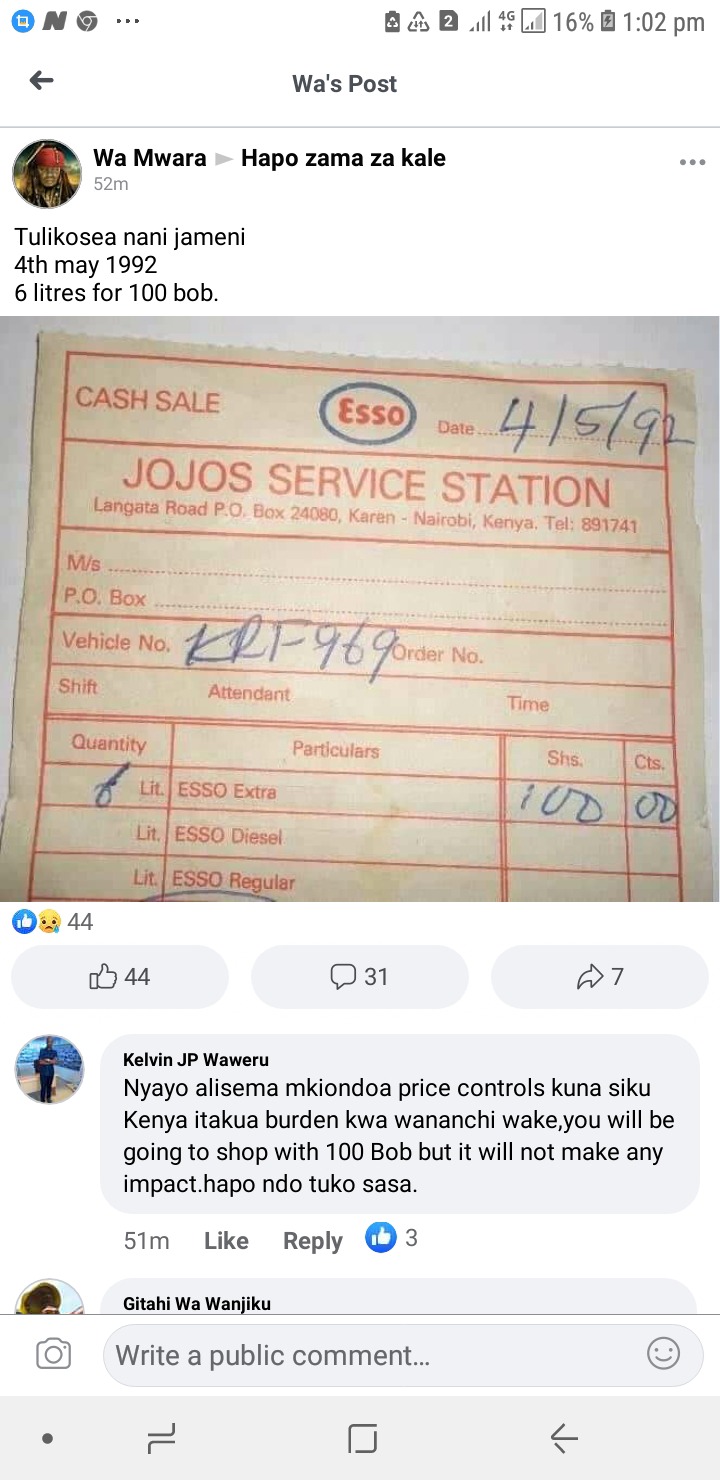 2 4G 16% 1:02 pm
Wa's Post
Wa Mwara ► Hapo zama za kale
52m
Tulikosea nani jameni
4th may 1992
6 litres for 100 bob.
CASH SALE Esso Date 4/5/92
JOJOS SERVICE STATION
Langata Road P.O. Box 24080, Karen - Nairobi, Kenya. Tel: 891741
M/s
P.O. Box
Vehicle No. KRF969 Order No.
Shift Attendant Time
Quantity Particulars Shs. Cts.
6 Lit. ESSO Extra 100 00
Lit. ESSO Diesel
Lit. ESSO Regular
44
44 31 7
Kelvin JP Waweru
Nyayo alisema mkiondoa price controls kuna siku
Kenya itakua burden kwa wananchi wake,you will be
going to shop with 100 Bob but it will not make any
impact.hapo ndo tuko sasa.
51m Like Reply 3
Gitahi Wa Wanjiku
Write a public comment...